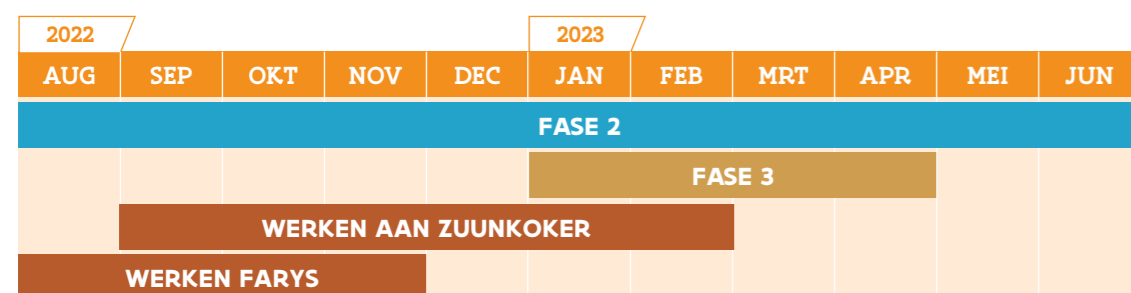 2022 2023
AUG SEP OKT NOV DEC JAN FEB MRT APR MEI JUN
FASE 2
FASE 3
WERKEN AAN ZUUNKOKER
WERKEN FARYS